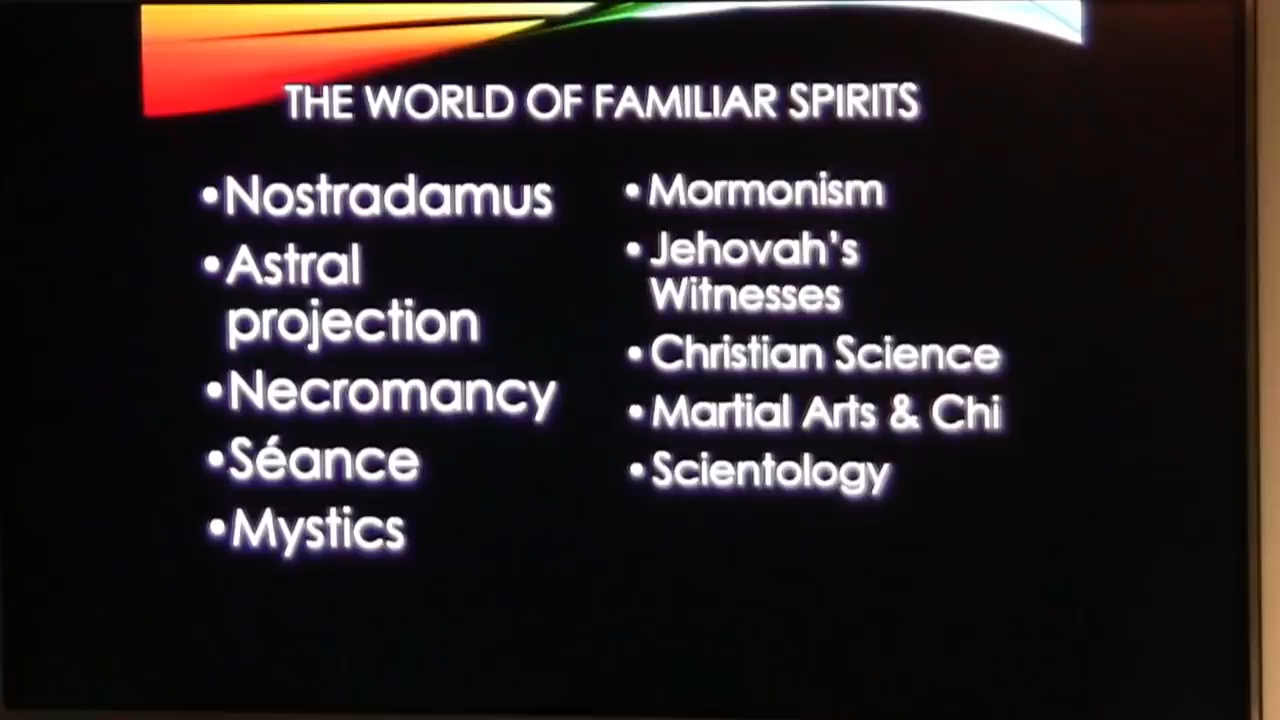 THE WORLD OF FAMILIAR SPIRITS
•Nostradamus
•Astral
projection
•Necromancy
•Séance
•Mystics
• Mormonism
• Jehovah's
Witnesses
• Christian Science
• Martial Arts & Chi
• Scientology